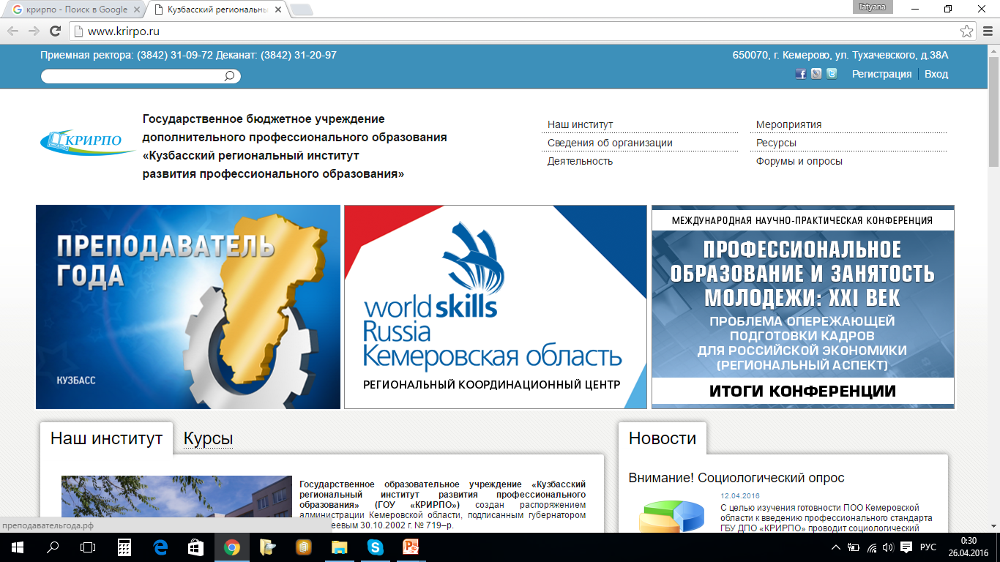 крирпо - Поиск в Google
Кузбасский региональны
Tatyana
www.krirpo.ru
Приемная ректора: (3842) 31-09-72 Деканат: (3842) 31-20-97
650070, г. Кемерово, ул. Тухачевского, д.38А
Регистрация
Вход
КРИРПО
Государственное бюджетное учреждение
дополнительного профессионального образования
«Кузбасский региональный институт
развития профессионального образования»
Наш институт
Сведения об организации
Деятельность
Мероприятия
Ресурсы
Форумы и опросы
ПРЕПОДАВАТЕЛЬ
ГОДА
КУЗБАСС
worldskills
Russia
Кемеровская область
РЕГИОНАЛЬНЫЙ КООРДИНАЦИОННЫЙ ЦЕНТР
МЕЖДУНАРОДНАЯ НАУЧНО-ПРАКТИЧЕСКАЯ КОНФЕРЕНЦИЯ
ПРОФЕССИОНАЛЬНОЕ
ОБРАЗОВАНИЕ И ЗАНЯТОСТЬ
МОЛОДЕЖИ: XXI ВЕК
ПРОБЛЕМА ОПЕРЕЖАЮЩЕЙ
ПОДГОТОВКИ КАДРОВ
ДЛЯ РОССИЙСКОЙ ЭКОНОМИКИ
(РЕГИОНАЛЬНЫЙ АСПЕКТ)
ИТОГИ КОНФЕРЕНЦИИ
Наш институт
Курсы
Государственное образовательное учреждение «Кузбасский
региональный институт развития профессионального
образования» (ГОУ «КРИРПО») создан распоряжением
администрации Кемеровской области, подписанным губернатором
еевым 30.10.2002 г. № 719–р.
Новости
Внимание! Социологический опрос
12.04.2016
С целью изучения готовности ПОО Кемеровской
области к введению профессионального стандарта
ГБУ ДПО «КРИРПО» проводит социологический
преподавательгода.рф
РУС
0:30
26.04.2016